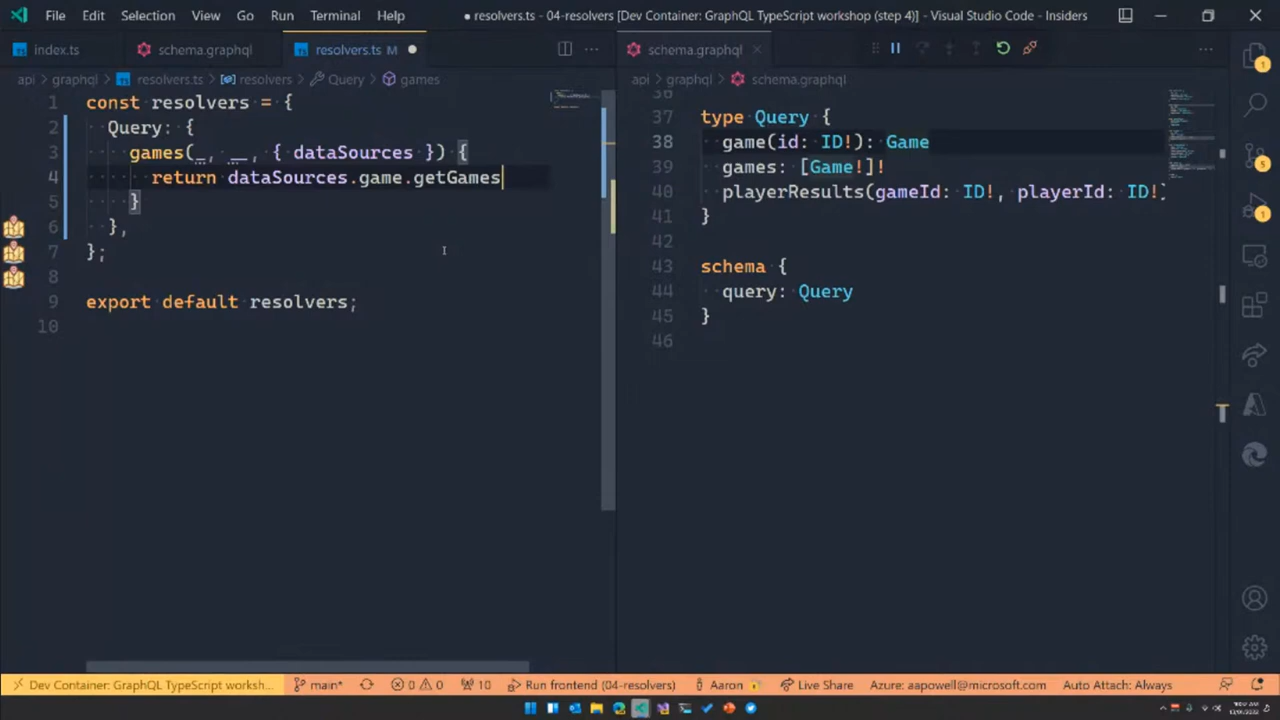 File Edit Selection View Go Run Terminal Help
● resolvers.ts - 04-resolvers [Dev Container: GraphQL TypeScript workshop (step 4)] - Visual Studio Code - Insiders
index.ts schema.graphql resolvers.ts M ●
schema.graphql
api > graphql > resolvers.ts > resolvers > Query > games
api > graphql > schema.graphql
1 const resolvers = {
2 Query: {
3 games(_, __, { dataSources }) {
4 return dataSources.game.getGames
5 }
6 },
7 };
8
9 export default resolvers;
10
36
37 type Query {
38 game(id: ID!): Game
39 games: [Game!]!
40 playerResults(gameId: ID!, playerId: ID!
41 }
42
43 schema {
44 query: Query
45 }
46
1
5
1
Dev Container: GraphQL TypeScript worksh... main* 0 0 10 Run frontend (04-resolvers) Aaron Live Share Azure: aapowell@microsoft.com Auto Attach: Always